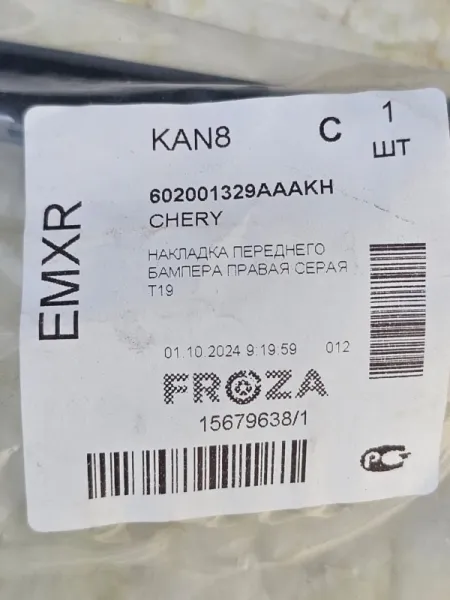 KAN8
C
1
ШТ
EMXR
602001329AAAKH
CHERY
НАКЛАДКА ПЕРЕДНЕГО
БАМПЕРА ПРАВАЯ СЕРАЯ
T19
01.10.2024 9:19:59 012
FROZA
15679638/1